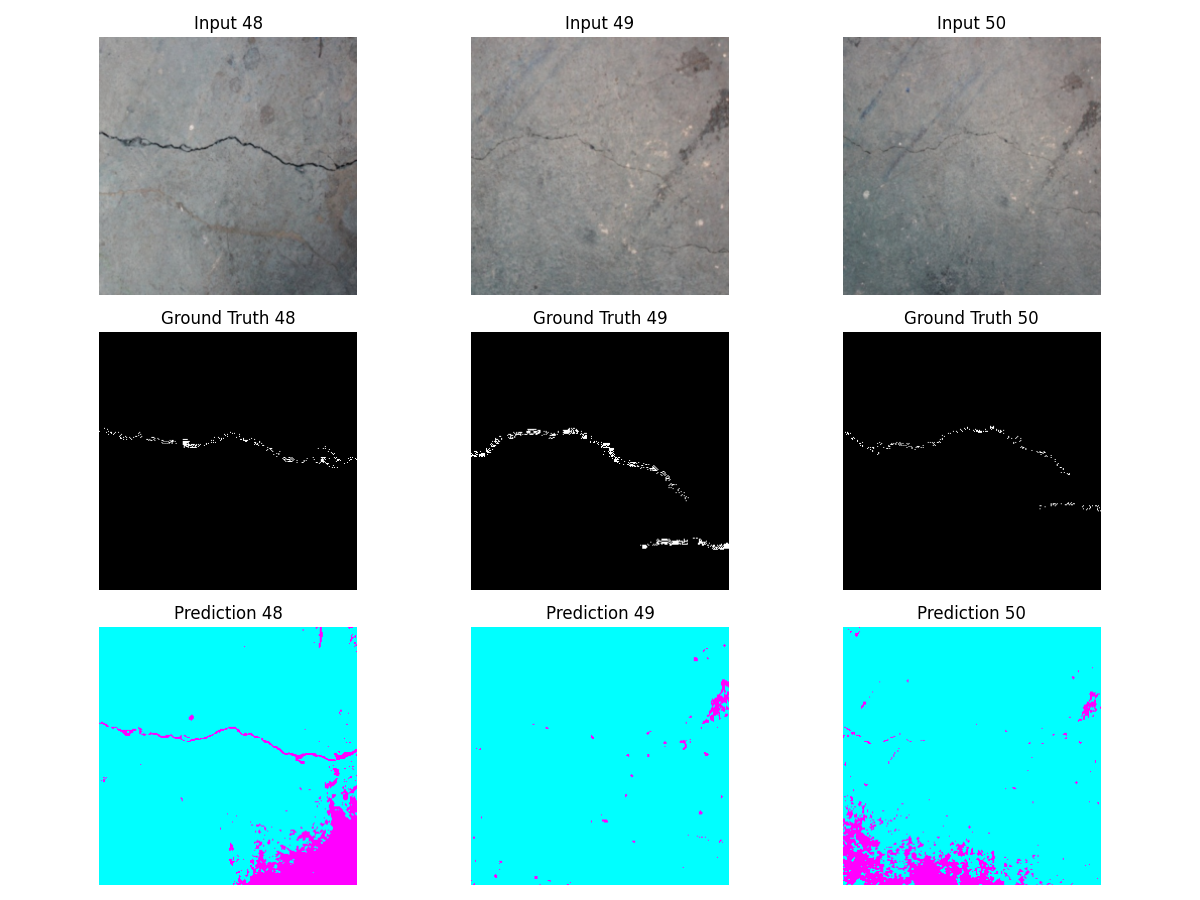 Input 48
Input 49
Input 50
Ground Truth 48
Ground Truth 49
Ground Truth 50
Prediction 48
Prediction 49
Prediction 50